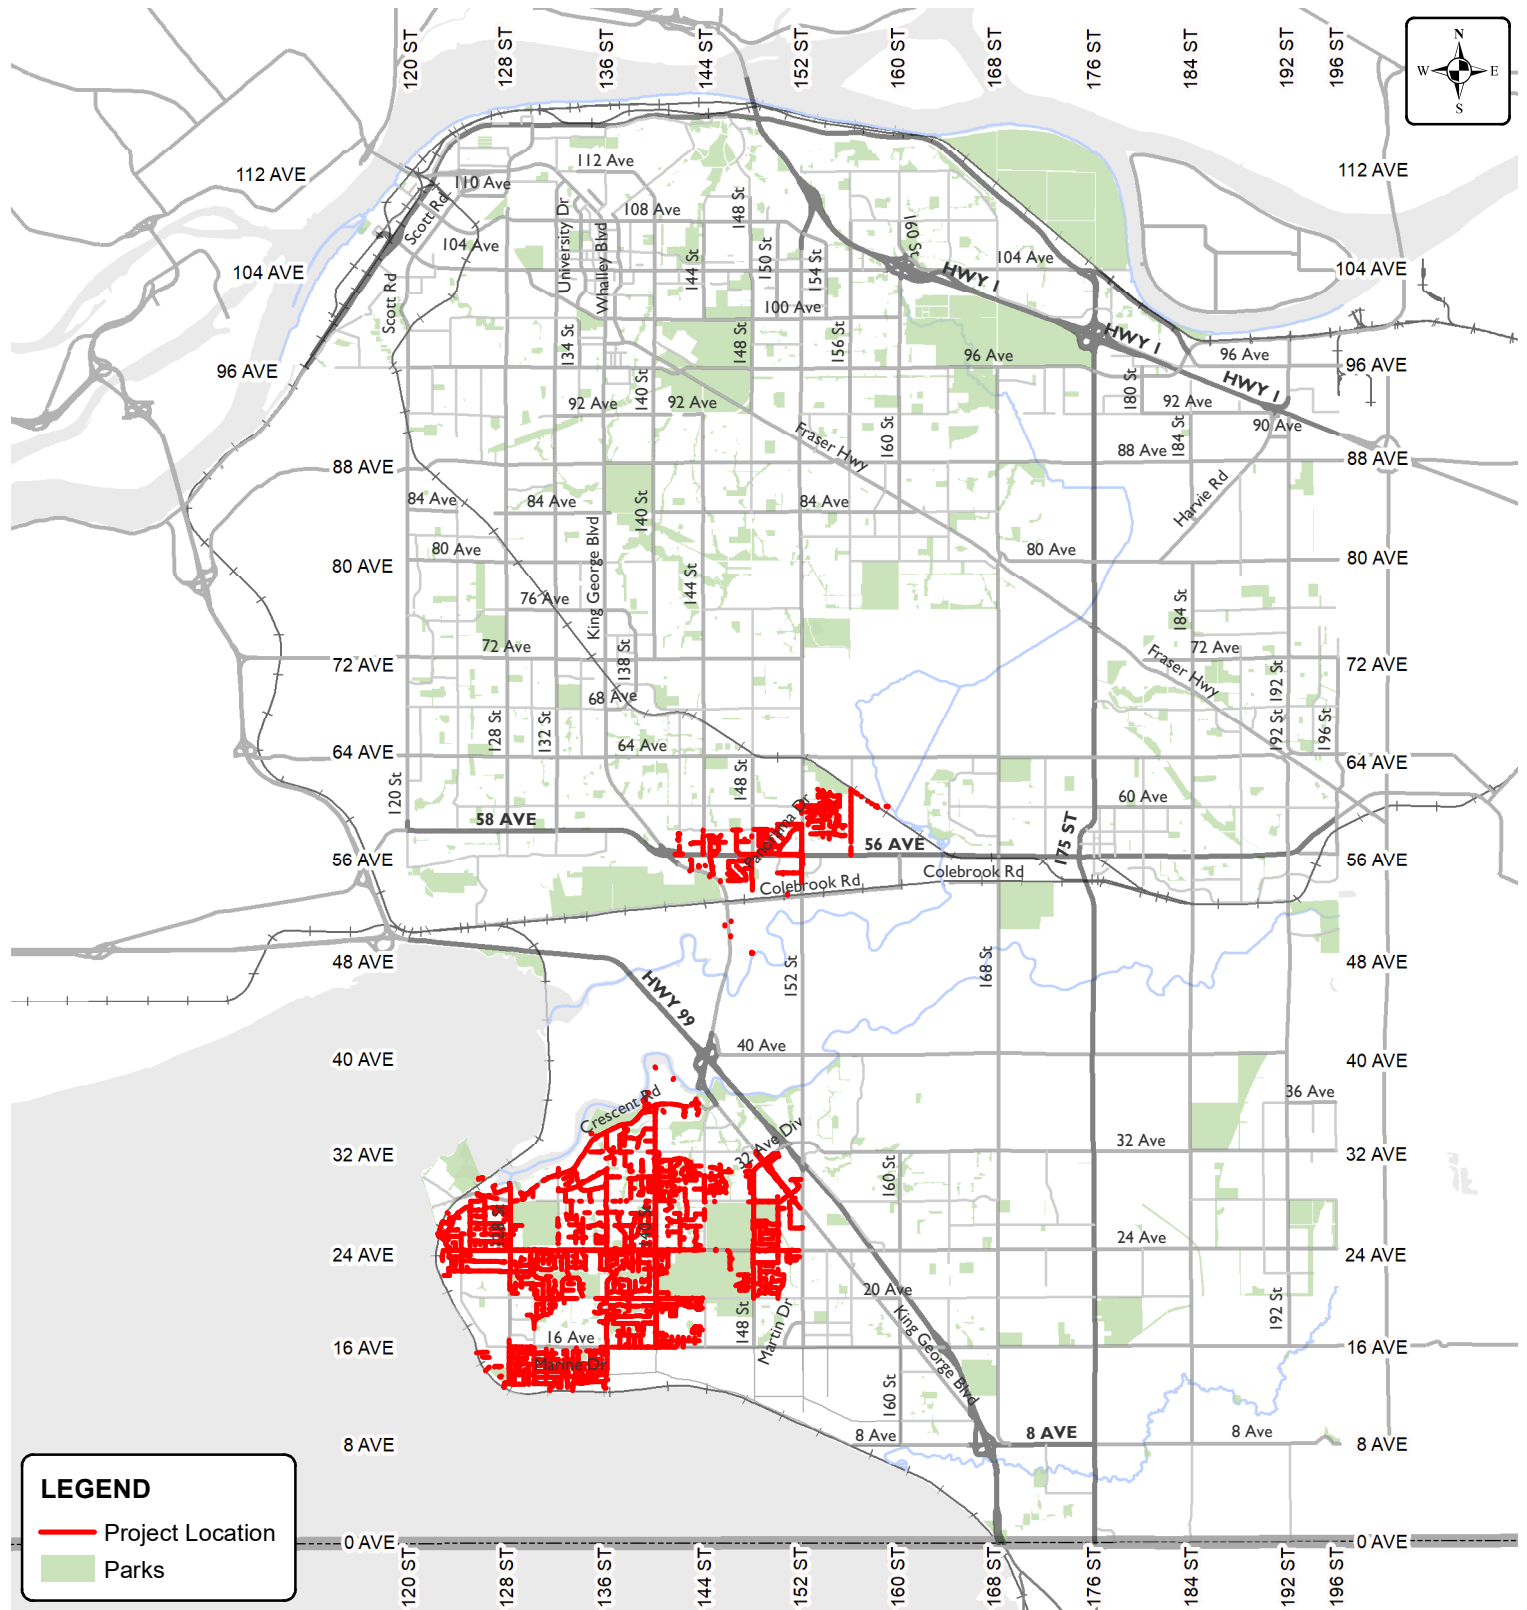 120 ST
128 ST
136 ST
144 ST
152 ST
160 ST
168 ST
176 ST
184 ST
192 ST
196 ST
N
W
E
S
112 AVE
112 Ave
112 AVE
110 Ave
Scott Rd
University Dr
Whalley Blvd
108 Ave
148 St
160 St
104 Ave
144 St
150 St
154 St
104 Ave
104 AVE
HWY I
104 AVE
Scott Rd
100 Ave
134 St
148 St
156 St
HWY I
96 Ave
96 Ave
96 AVE
96 AVE
HWY I
140 St
180 St
92 Ave
92 Ave
92 Ave
90 Ave
Fraser Hwy
160 St
184 St
88 Ave
88 AVE
88 AVE
84 Ave
84 Ave
140 St
84 Ave
Harvie Rd
King George Blvd
80 Ave
80 Ave
80 AVE
80 AVE
144 St
76 Ave
184 St
72 Ave
138 St
72 Ave
72 AVE
72 AVE
Fraser Hwy
192 St
68 Ave
128 St
132 St
64 Ave
192 St
196 St
64 AVE
64 AVE
120 St
148 St
60 Ave
Panorama Dr
58 AVE
175 ST
56 AVE
56 AVE
56 AVE
Colebrook Rd
Colebrook Rd
48 AVE
152 St
168 St
48 AVE
HWY 99
40 Ave
40 AVE
40 AVE
36 Ave
Crescent Rd
32 Ave Div
32 Ave
32 AVE
32 AVE
160 St
128 St
140 St
24 Ave
24 AVE
24 AVE
20 Ave
148 St
Martin Dr
King George Blvd
192 St
16 Ave
16 AVE
16 AVE
Marine Dr
160 St
8 Ave
8 AVE
8 Ave
8 AVE
8 AVE
LEGEND
Project Location
Parks
0 AVE
0 AVE
120 ST
128 ST
136 ST
144 ST
152 ST
160 ST
168 ST
176 ST
184 ST
192 ST
196 ST